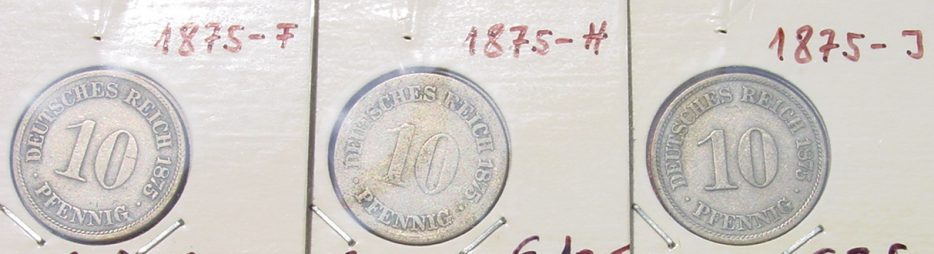 1875-F
DEUTSCHES REICH 1875
10
PFENNIG
1875-H
DEUTSCHES REICH 1875
10
PFENNIG
1875-J
DEUTSCHES REICH 1875
10
PFENNIG